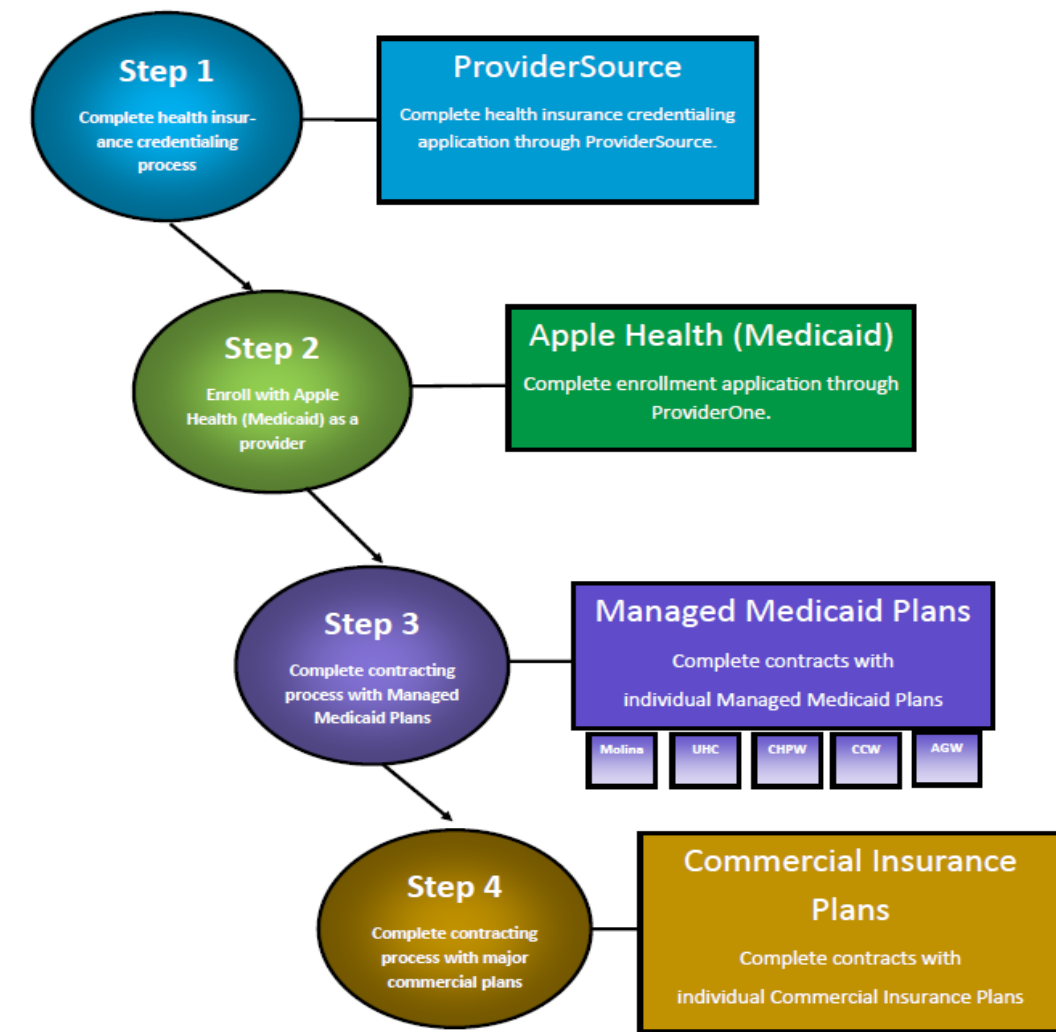 Step 1
Complete health insur-
ance credentialing
process
ProviderSource
Complete health insurance credentialing
application through ProviderSource.
Step 2
Enroll with Apple
Health (Medicaid) as a
provider
Apple Health (Medicaid)
Complete enrollment application through
ProviderOne.
Step 3
Complete contracting
process with Managed
Medicaid Plans
Managed Medicaid Plans
Complete contracts with
individual Managed Medicaid Plans
Molina UHC CHPW CCW AGW
Step 4
Complete contracting
process with major
commercial plans
Commercial Insurance
Plans
Complete contracts with
individual Commercial Insurance Plans